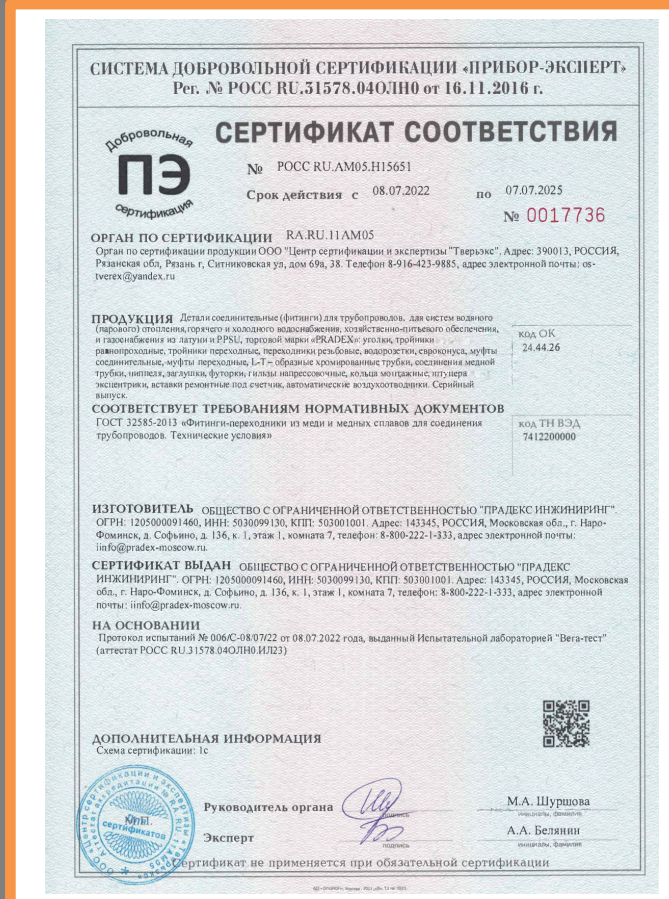 СИСТЕМА ДОБРОВОЛЬНОЙ СЕРТИФИКАЦИИ «ПРИБОР-ЭКСПЕРТ»
Рег. № РОСС RU.31578.04ОЛН0 от 16.11.2016 г.
Добровольная
ПЭ
сертификация
СЕРТИФИКАТ СООТВЕТСТВИЯ
№ РОСС RU.АМ05.Н15651
Срок действия с 08.07.2022 по 07.07.2025
№ 0017736
ОРГАН ПО СЕРТИФИКАЦИИ RA.RU.11АМ05
Орган по сертификации продукции ООО "Центр сертификации и экспертизы "Тверьэкс". Адрес: 390013, РОССИЯ,
Рязанская обл, Рязань г, Ситниковская ул, дом 69а, 38. Телефон 8-916-423-9885, адрес электронной почты: os-
tverex@yandex.ru
ПРОДУКЦИЯ Детали соединительные (фитинги) для трубопроводов, для систем водяного
(парового) отопления,горячего и холодного водоснабжения, хозяйственно-питьевого обеспечения,
и газоснабжения из латуни и PPSU, торговой марки «PRADEX»: уголки, тройники
равнопроходные, тройники переходные, переходники резьбовые, водорозетки, евроконуса, муфты
соединительные, муфты переходные, L-T – образные хромированные трубки, соединения медной
трубки, ниппеля, заглушки, футорки, гильзы напрессовочные, кольца монтажные, штуцера
эксцентрики, вставки ремонтные под счетчик, автоматические воздухоотводчики. Серийный
выпуск.
код ОК
24.44.26
СООТВЕТСТВУЕТ ТРЕБОВАНИЯМ НОРМАТИВНЫХ ДОКУМЕНТОВ
ГОСТ 32585-2013 «Фитинги-переходники из меди и медных сплавов для соединения
трубопроводов. Технические условия»
код ТН ВЭД
7412200000
ИЗГОТОВИТЕЛЬ ОБЩЕСТВО С ОГРАНИЧЕННОЙ ОТВЕТСТВЕННОСТЬЮ "ПРАДЕКС ИНЖИНИРИНГ".
ОГРН: 1205000091460, ИНН: 5030099130, КПП: 503001001. Адрес: 143345, РОССИЯ, Московская обл., г. Наро-
Фоминск, д. Софьино, д. 136, к. 1, этаж 1, комната 7, телефон: 8-800-222-1-333, адрес электронной почты:
iinfo@pradex-moscow.ru.
СЕРТИФИКАТ ВЫДАН ОБЩЕСТВО С ОГРАНИЧЕННОЙ ОТВЕТСТВЕННОСТЬЮ "ПРАДЕКС
ИНЖИНИРИНГ". ОГРН: 1205000091460, ИНН: 5030099130, КПП: 503001001. Адрес: 143345, РОССИЯ, Московская
обл., г. Наро-Фоминск, д. Софьино, д. 136, к. 1, этаж 1, комната 7, телефон: 8-800-222-1-333, адрес электронной
почты: iinfo@pradex-moscow.ru.
НА ОСНОВАНИИ
Протокол испытаний № 006/С-08/07/22 от 08.07.2022 года, выданный Испытательной лабораторией "Вега-тест"
(аттестат РОСС RU.31578.04ОЛН0.ИЛ23)
ДОПОЛНИТЕЛЬНАЯ ИНФОРМАЦИЯ
Схема сертификации: 1с
М.П.
сертификатов
Руководитель органа
подпись
М.А. Шуршова
инициалы, фамилия
Эксперт
подпись
А.А. Белянин
инициалы, фамилия
Сертификат не применяется при обязательной сертификации